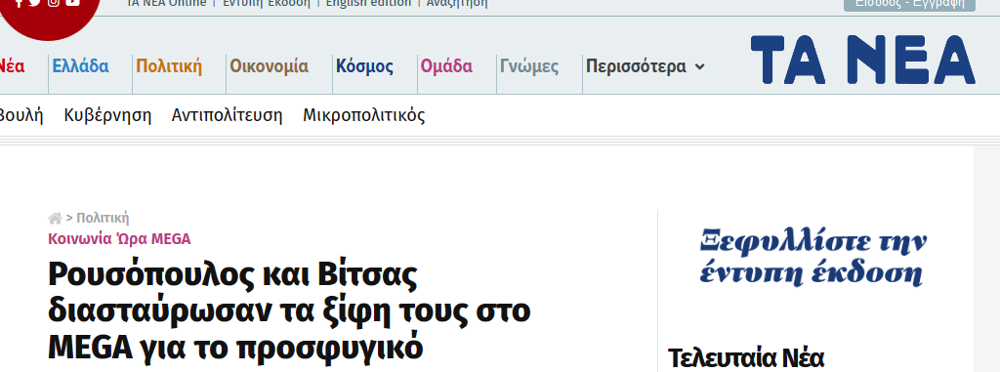 ΤΑ ΝΕΑ Online | Έντυπη Έκδοση | English edition | Αναζήτηση Είσοδος - Εγγραφή
Νέα Ελλάδα Πολιτική Οικονομία Κόσμος Ομάδα Γνώμες Περισσότερα
ΤΑ ΝΕΑ
Βουλή Κυβέρνηση Αντιπολίτευση Μικροπολιτικός
> Πολιτική
Κοινωνία Ώρα MEGA
Ρουσόπουλος και Βίτσας
διασταύρωσαν τα ξίφη τους στο
MEGA για το προσφυγικό
Ξεφυλλίστε την
έντυπη έκδοση
Τελευταία Νέα